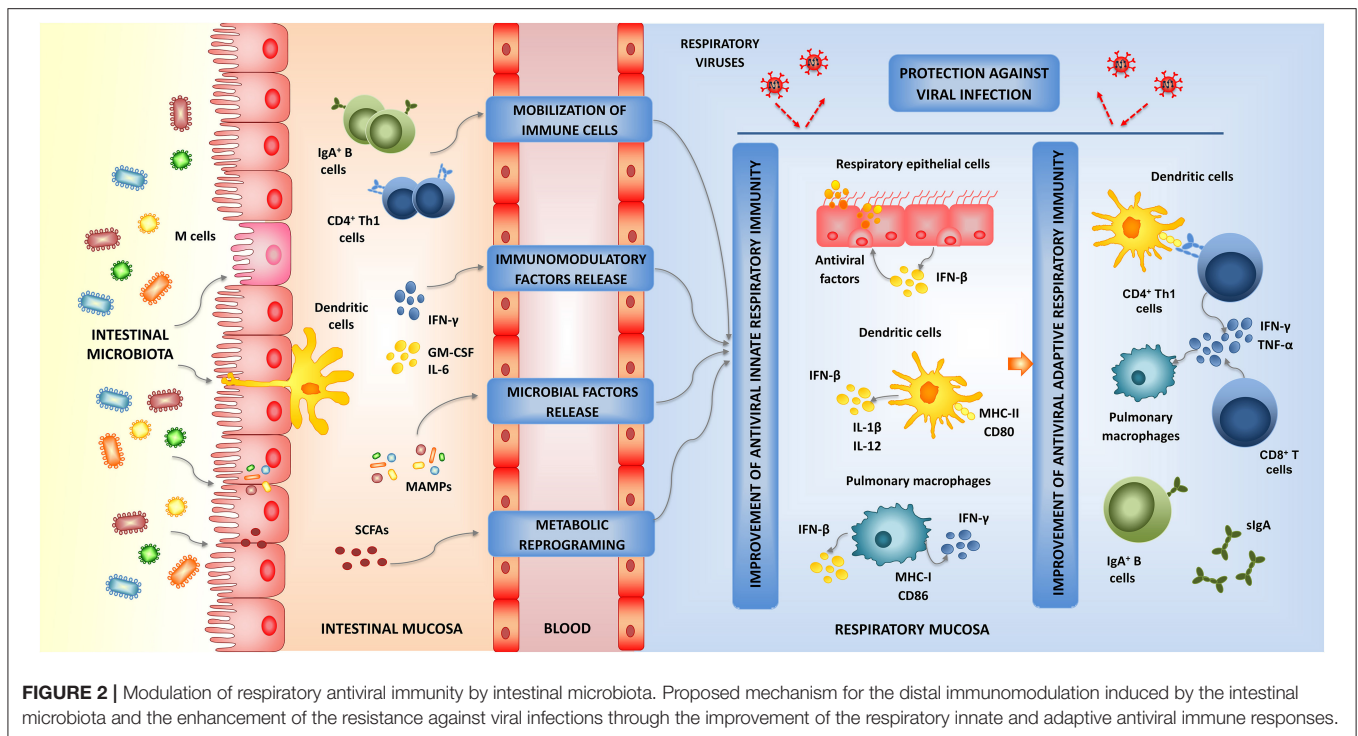 RESPIRATORY
VIRUSES
PROTECTION AGAINST
VIRAL INFECTION
MOBILIZATION OF
IMMUNE CELLS
IgA⁺ B
cells
CD4⁺ Th1
cells
M cells
IMMUNOMODULATORY
FACTORS RELEASE
Dendritic
cells
IFN-γ
GM-CSF
IL-6
INTESTINAL
MICROBIOTA
MICROBIAL FACTORS
RELEASE
MAMPs
SCFAs
METABOLIC
REPROGRAMING
INTESTINAL MUCOSA
BLOOD
IMPROVEMENT OF ANTIVIRAL INNATE RESPIRATORY IMMUNITY
Respiratory epithelial cells
Antiviral
factors
IFN-β
Dendritic cells
IFN-β
IL-1β
IL-12
MHC-II
CD80
Pulmonary macrophages
IFN-β
IFN-γ
MHC-I
CD86
RESPIRATORY MUCOSA
IMPROVEMENT OF ANTIVIRAL ADAPTIVE RESPIRATORY IMMUNITY
Dendritic cells
CD4⁺ Th1
cells
IFN-γ
TNF-α
Pulmonary
macrophages
CD8⁺ T
cells
IgA⁺ B
cells
sIgA
FIGURE 2 | Modulation of respiratory antiviral immunity by intestinal microbiota. Proposed mechanism for the distal immunomodulation induced by the intestinal
microbiota and the enhancement of the resistance against viral infections through the improvement of the respiratory innate and adaptive antiviral immune responses.